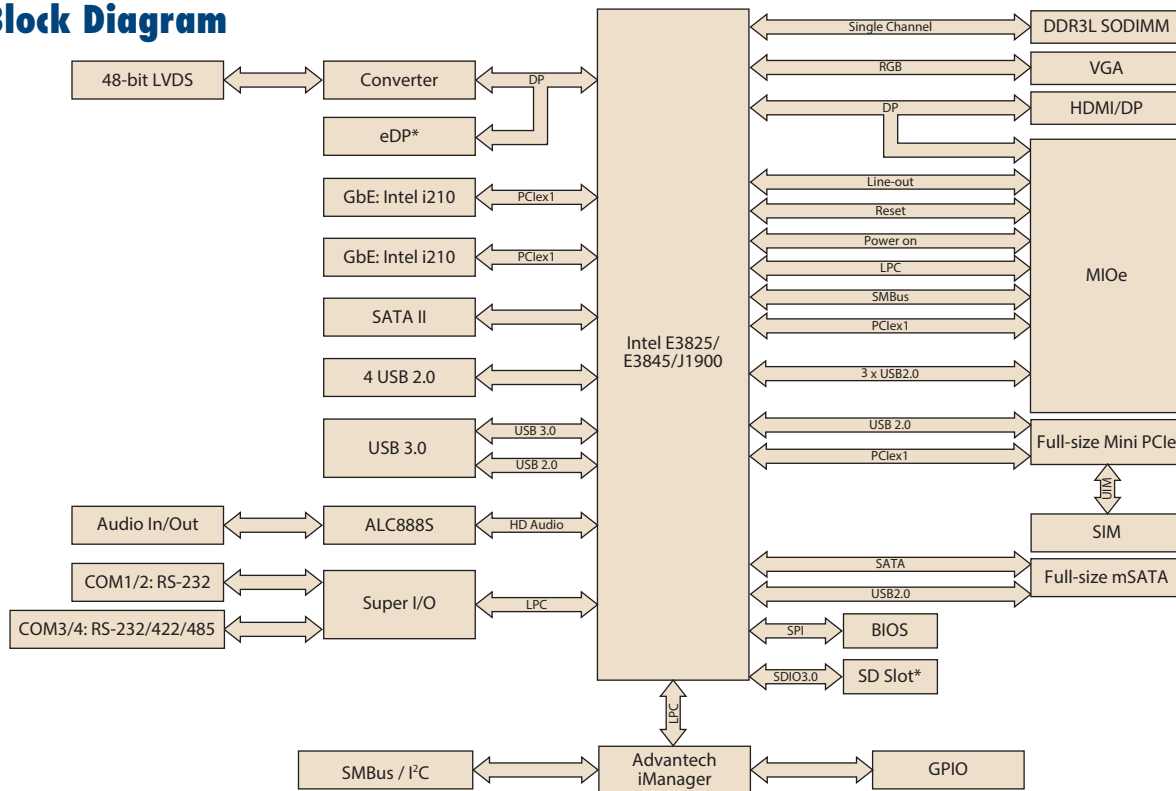 Block Diagram
Single Channel
DDR3L SODIMM
RGB
VGA
48-bit LVDS
Converter
DP
DP
HDMI/DP
eDP*
Line-out
GbE: Intel i210
PCIex1
Reset
Power on
GbE: Intel i210
PCIex1
LPC
MIOe
SMBus
SATA II
PCIex1
Intel E3825/
E3845/J1900
4 USB 2.0
3 x USB2.0
USB 3.0
USB 3.0
USB 2.0
USB 2.0
PCIex1
Full-size Mini PCIe
UIM
SIM
Audio In/Out
ALC888S
HD Audio
SATA
USB2.0
Full-size mSATA
COM1/2: RS-232
COM3/4: RS-232/422/485
Super I/O
LPC
SPI
BIOS
SDIO3.0
SD Slot*
LPC
SMBus / I²C
Advantech
iManager
GPIO